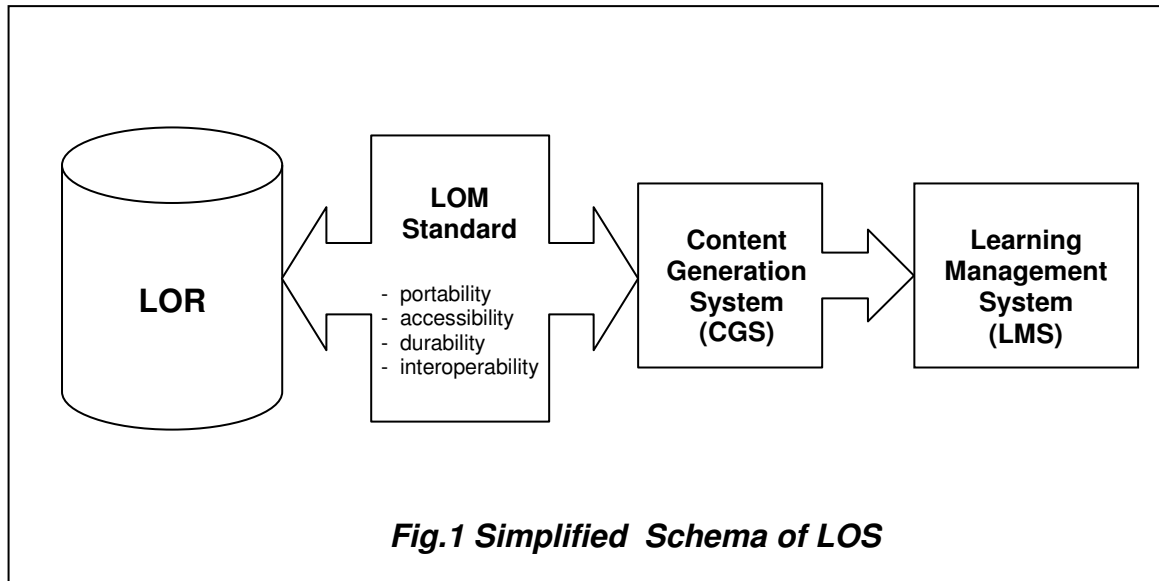 LOR
LOM
Standard
- portability
- accessibility
- durability
- interoperability
Content
Generation
System
(CGS)
Learning
Management
System
(LMS)
Fig.1 Simplified Schema of LOS